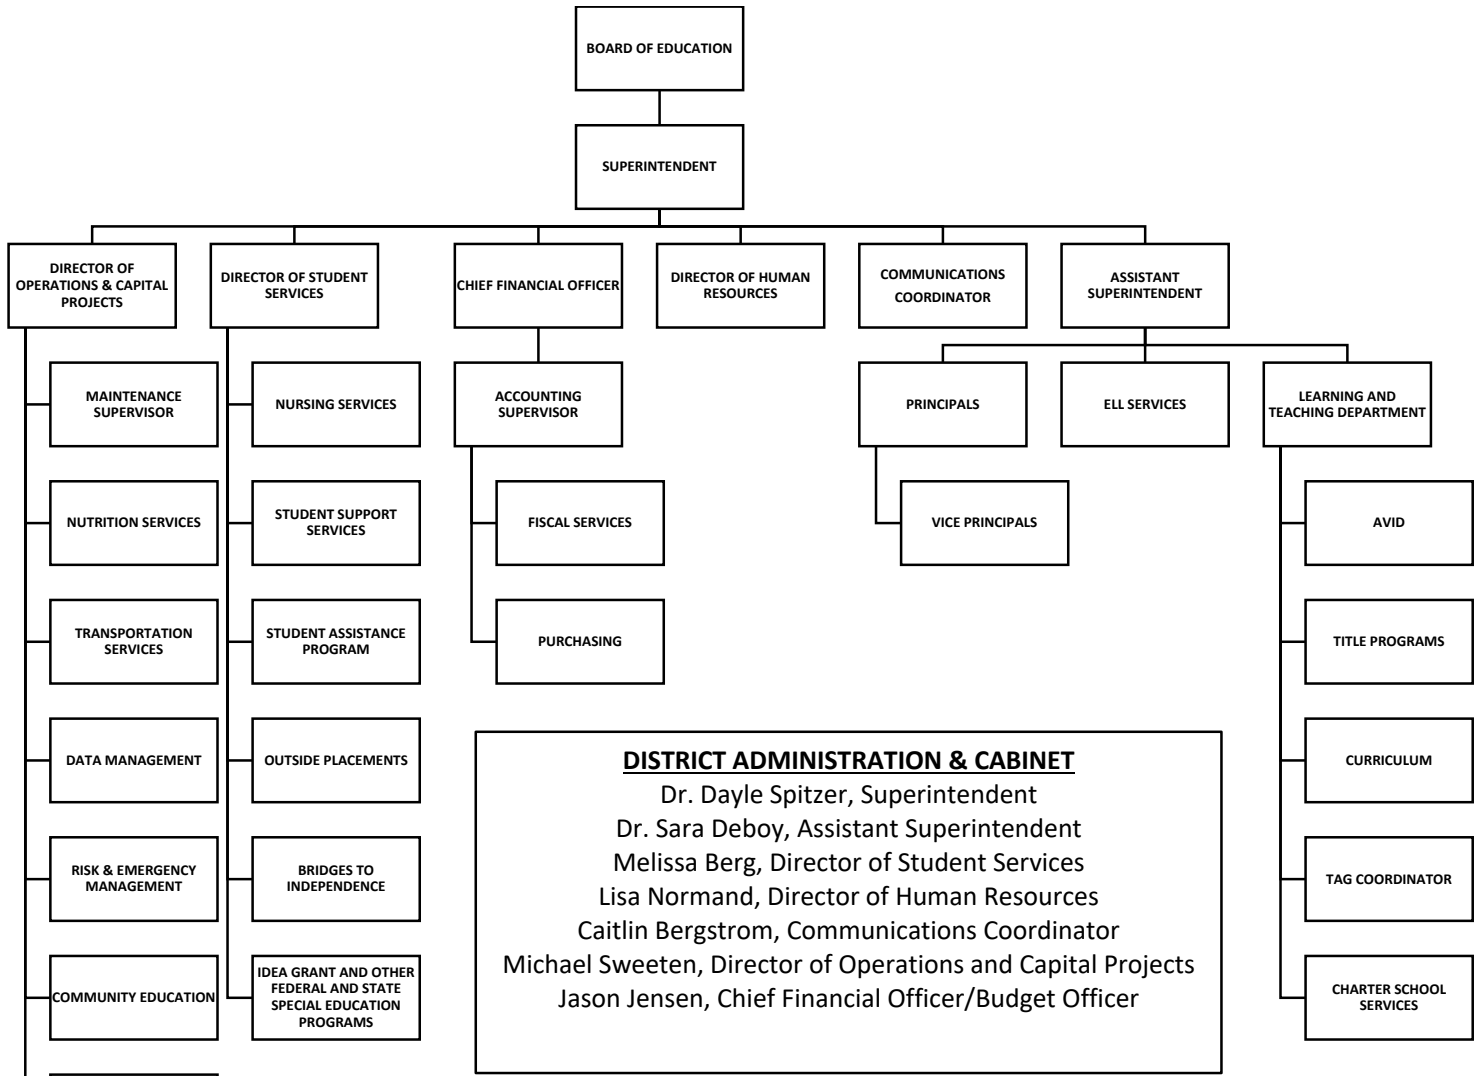 BOARD OF EDUCATION
SUPERINTENDENT
DIRECTOR OF
OPERATIONS & CAPITAL
PROJECTS
DIRECTOR OF STUDENT
SERVICES
CHIEF FINANCIAL OFFICER
DIRECTOR OF HUMAN
RESOURCES
COMMUNICATIONS
COORDINATOR
ASSISTANT
SUPERINTENDENT
MAINTENANCE
SUPERVISOR
NURSING SERVICES
ACCOUNTING
SUPERVISOR
PRINCIPALS
ELL SERVICES
LEARNING AND
TEACHING DEPARTMENT
NUTRITION SERVICES
STUDENT SUPPORT
SERVICES
FISCAL SERVICES
VICE PRINCIPALS
AVID
TRANSPORTATION
SERVICES
STUDENT ASSISTANCE
PROGRAM
PURCHASING
TITLE PROGRAMS
DATA MANAGEMENT
OUTSIDE PLACEMENTS
CURRICULUM
RISK & EMERGENCY
MANAGEMENT
BRIDGES TO
INDEPENDENCE
TAG COORDINATOR
COMMUNITY EDUCATION
IDEA GRANT AND OTHER
FEDERAL AND STATE
SPECIAL EDUCATION
PROGRAMS
CHARTER SCHOOL
SERVICES
DISTRICT ADMINISTRATION & CABINET
Dr. Dayle Spitzer, Superintendent
Dr. Sara Deboy, Assistant Superintendent
Melissa Berg, Director of Student Services
Lisa Normand, Director of Human Resources
Caitlin Bergstrom, Communications Coordinator
Michael Sweeten, Director of Operations and Capital Projects
Jason Jensen, Chief Financial Officer/Budget Officer